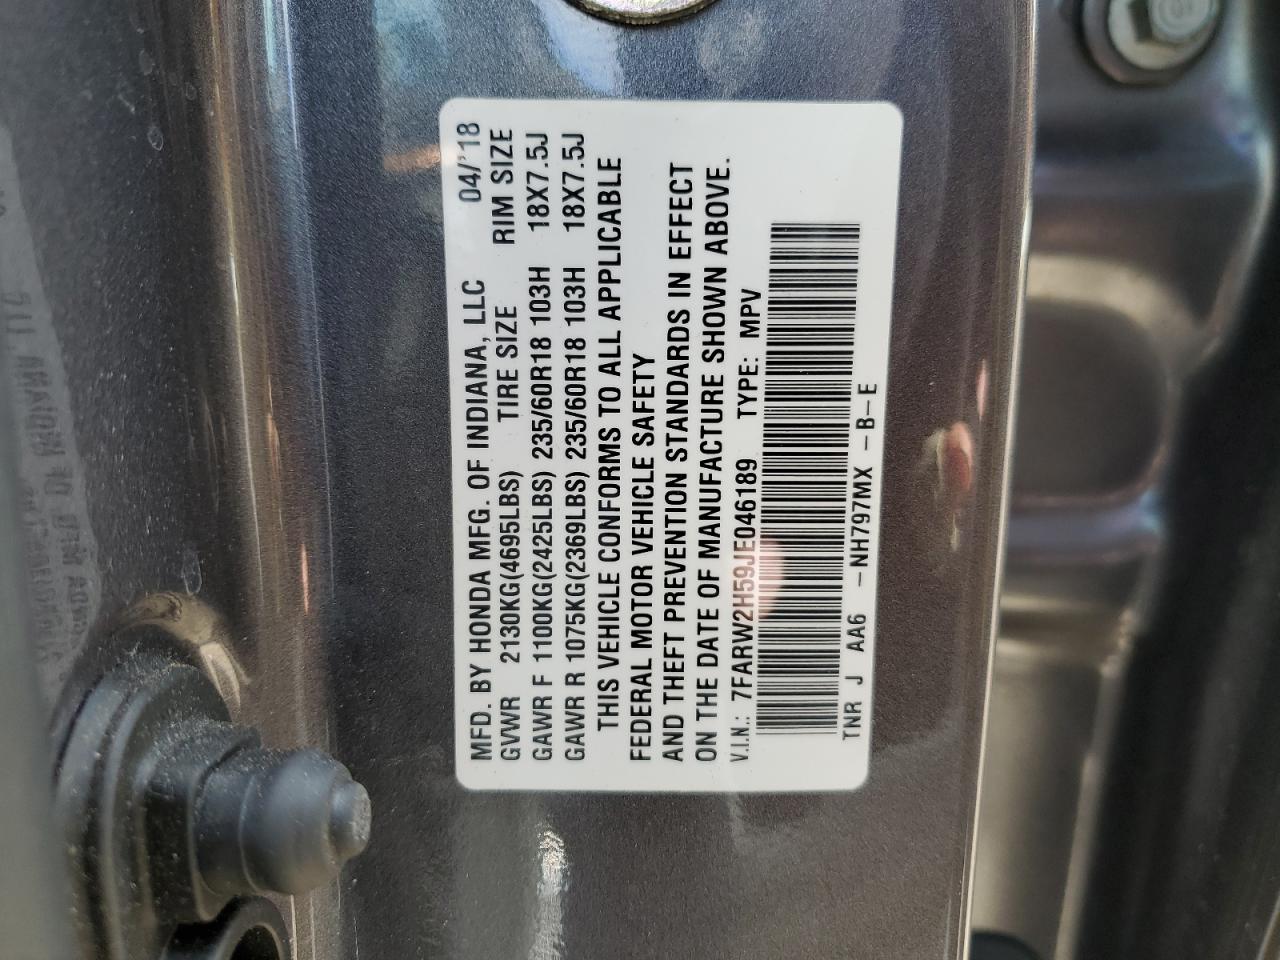 MFD. BY HONDA MFG. OF INDIANA, LLC 04/'18
GVWR 2130KG(4695LBS) TIRE SIZE RIM SIZE
GAWR F 1100KG(2425LBS) 235/60R18 103H 18X7.5J
GAWR R 1075KG(2369LBS) 235/60R18 103H 18X7.5J
THIS VEHICLE CONFORMS TO ALL APPLICABLE
FEDERAL MOTOR VEHICLE SAFETY
AND THEFT PREVENTION STANDARDS IN EFFECT
ON THE DATE OF MANUFACTURE SHOWN ABOVE.
V.I.N.: 7FARW2H59JE046189 TYPE: MPV
TNR J AA6 -NH797MX -B-E